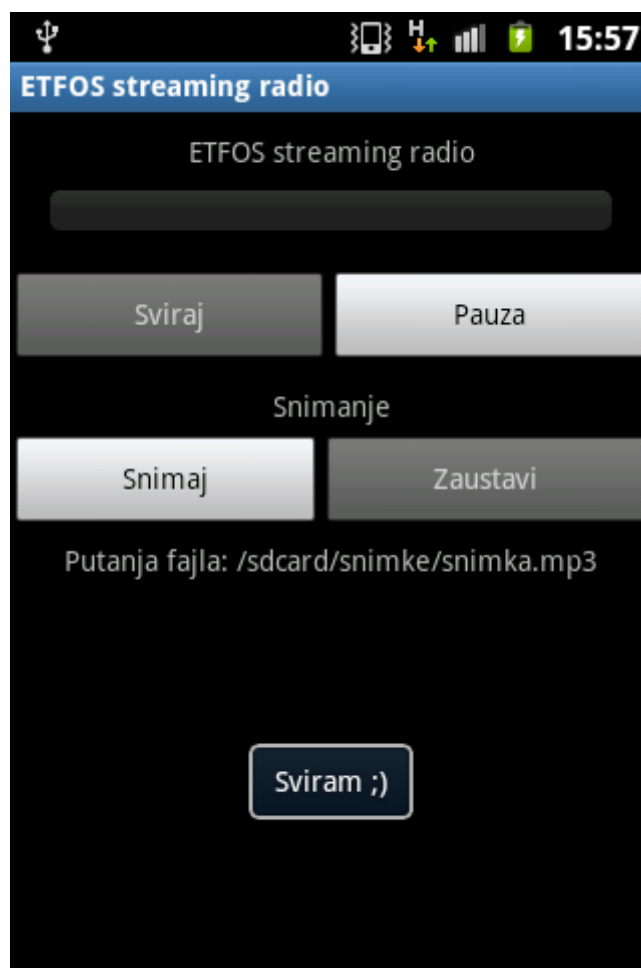 H 15:57
ETFOS streaming radio
ETFOS streaming radio
Sviraj Pauza
Snimanje
Snimaj Zaustavi
Putanja fajla: /sdcard/snimke/snimka.mp3
Sviram ;)